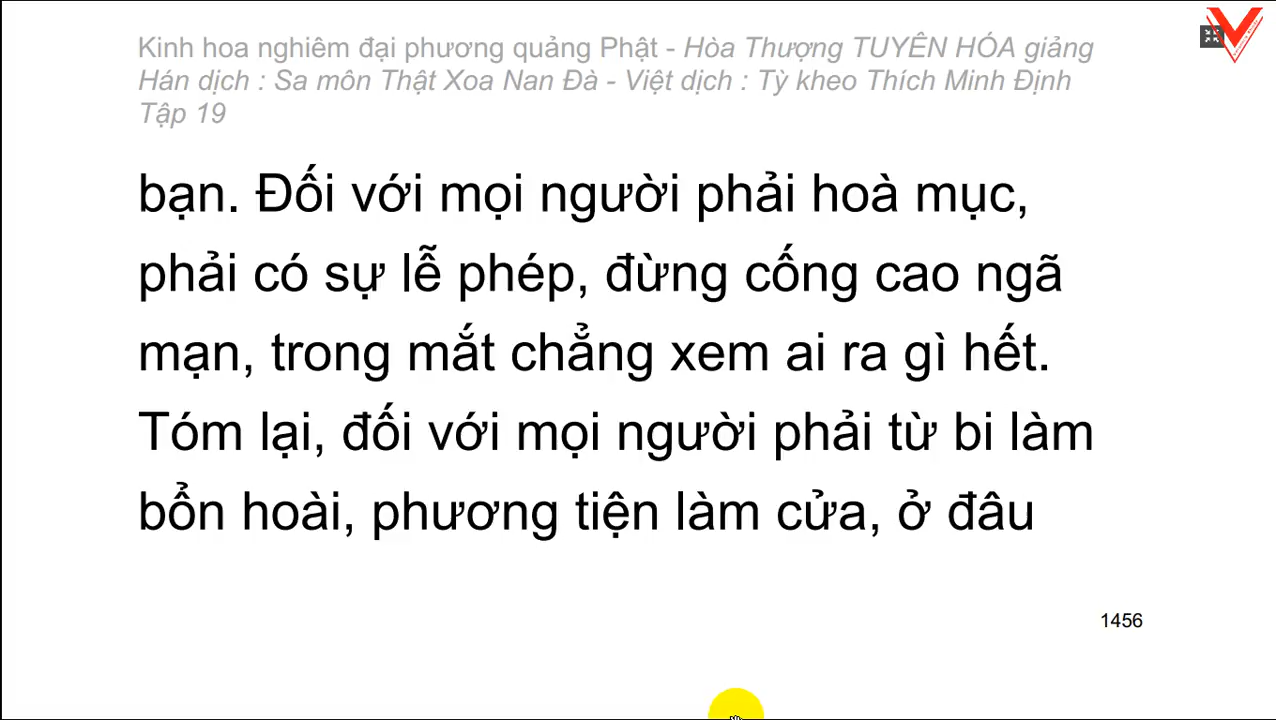 Kinh hoa nghiêm đại phương quảng Phật - Hòa Thượng TUYÊN HÓA giảng
Hán dịch : Sa môn Thật Xoa Nan Đà - Việt dịch : Tỳ kheo Thích Minh Định
Tập 19
bạn. Đối với mọi người phải hoà mục,
phải có sự lễ phép, đừng cống cao ngã
mạn, trong mắt chẳng xem ai ra gì hết.
Tóm lại, đối với mọi người phải từ bi làm
bổn hoài, phương tiện làm cửa, ở đâu
1456